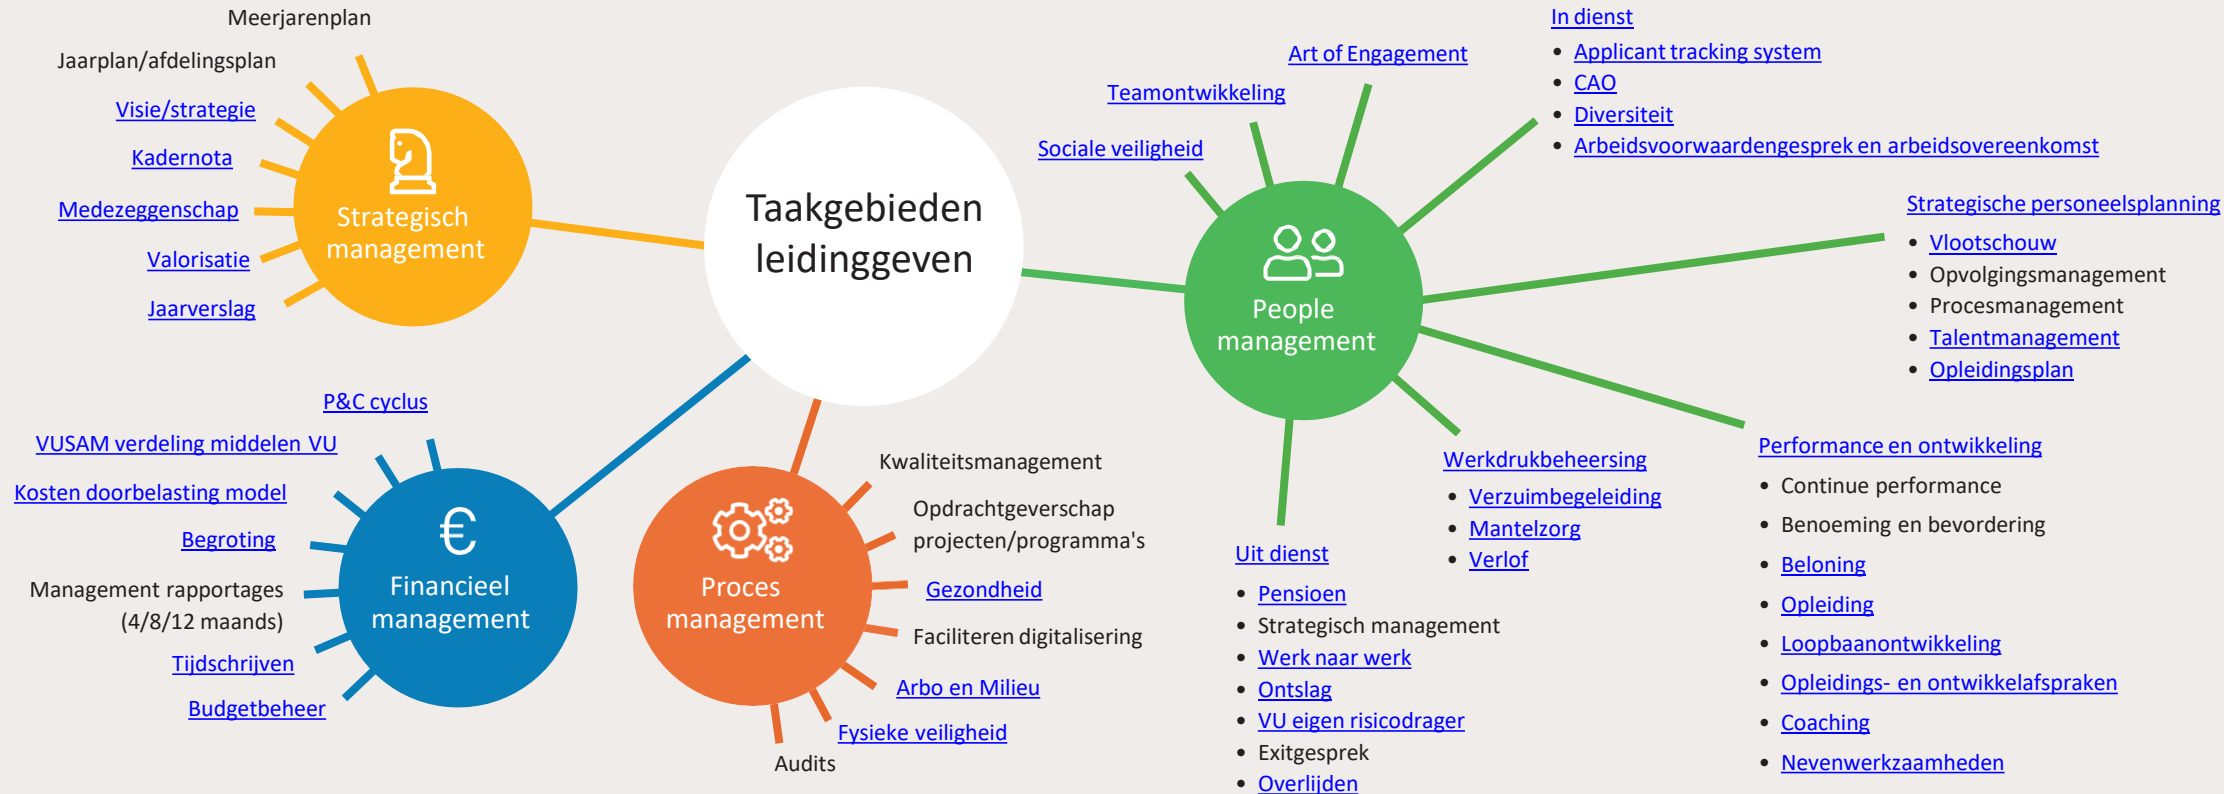 Taakgebieden
leidinggeven
Strategisch
management
Meerjarenplan
Jaarplan/afdelingsplan
Visie/strategie
Kadernota
Medezeggenschap
Valorisatie
Jaarverslag
€
Financieel
management
P&C cyclus
VUSAM verdeling middelen VU
Kosten doorbelasting model
Begroting
Management rapportages
(4/8/12 maands)
Tijdschrijven
Budgetbeheer
Proces
management
Kwaliteitsmanagement
Opdrachtgeverschap
projecten/programma's
Gezondheid
Faciliteren digitalisering
Arbo en Milieu
Fysieke veiligheid
Audits
People
management
Sociale veiligheid
Teamontwikkeling
Art of Engagement
In dienst
• Applicant tracking system
• CAO
• Diversiteit
• Arbeidsvoorwaardengesprek en arbeidsovereenkomst
Strategische personeelsplanning
• Vlootschouw
• Opvolgingsmanagement
• Procesmanagement
• Talentmanagement
• Opleidingsplan
Performance en ontwikkeling
• Continue performance
• Benoeming en bevordering
• Beloning
• Opleiding
• Loopbaanontwikkeling
• Opleidings- en ontwikkelafspraken
• Coaching
• Nevenwerkzaamheden
Werkdrukbeheersing
• Verzuimbegeleiding
• Mantelzorg
• Verlof
Uit dienst
• Pensioen
• Strategisch management
• Werk naar werk
• Ontslag
• VU eigen risicodrager
• Exitgesprek
• Overlijden